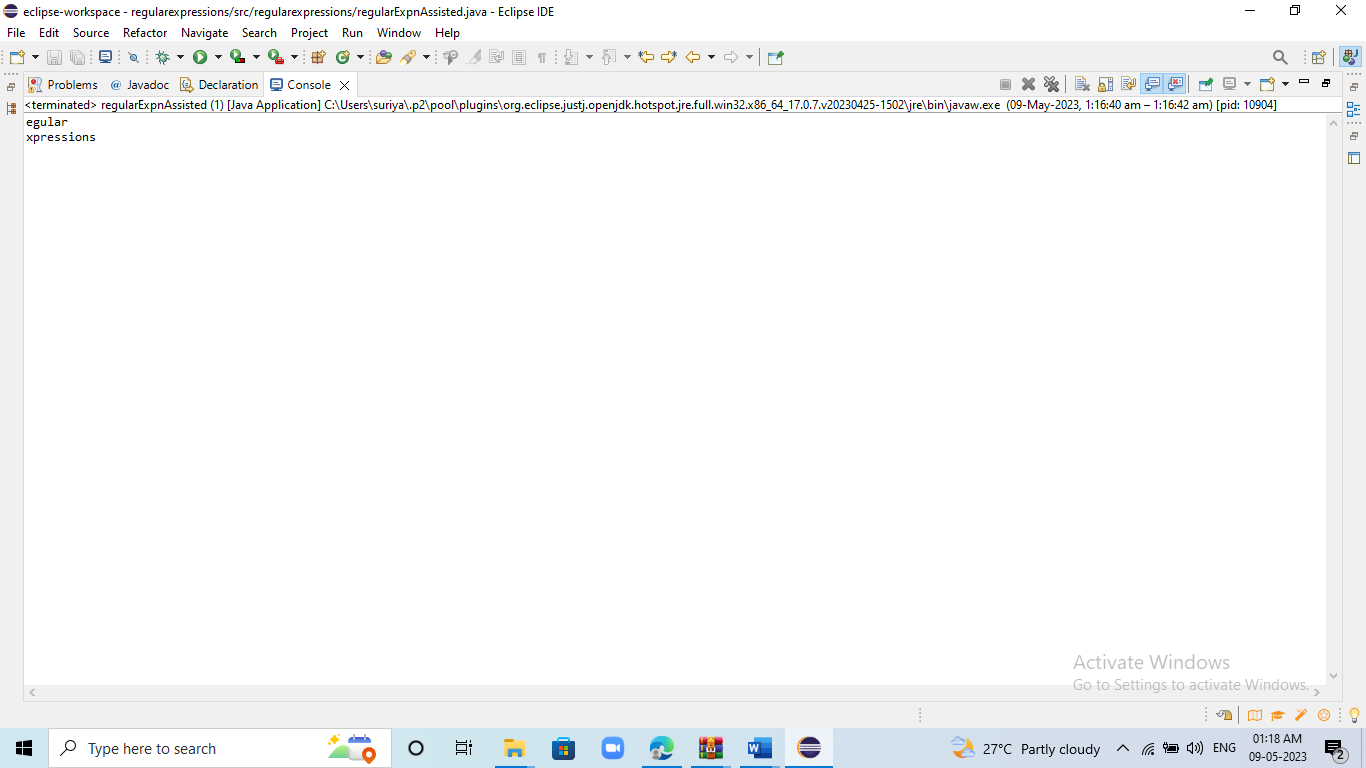 eclipse-workspace - regularexpressions/src/regularexpressions/regularExpnAssisted.java - Eclipse IDE
File Edit Source Refactor Navigate Search Project Run Window Help
Problems @ Javadoc Declaration Console
<terminated> regularExpnAssisted (1) [Java Application] C:\Users\suriya\.p2\pool\plugins\org.eclipse.justj.openjdk.hotspot.jre.full.win32.x86_64_17.0.7.v20230425-1502\jre\bin\javaw.exe (09-May-2023, 1:16:40 am – 1:16:42 am) [pid: 10904]
egular
xpressions
Activate Windows
Go to Settings to activate Windows.
Type here to search
27°C Partly cloudy
ENG
01:18 AM
09-05-2023
2